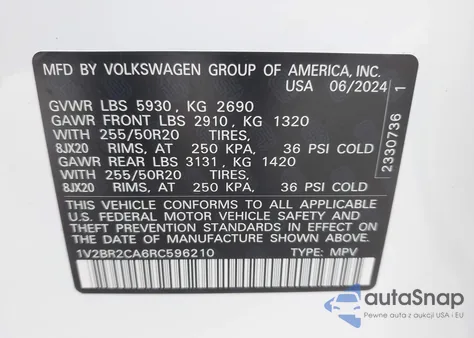 MFD BY VOLKSWAGEN GROUP OF AMERICA, INC.
USA 06/2024
GVWR LBS 5930 , KG 2690
GAWR FRONT LBS 2910 , KG 1320
WITH 255/50R20 TIRES,
8JX20 RIMS, AT 250 KPA, 36 PSI COLD
GAWR REAR LBS 3131 , KG 1420
WITH 255/50R20 TIRES,
8JX20 RIMS, AT 250 KPA, 36 PSI COLD
THIS VEHICLE CONFORMS TO ALL APPLICABLE
U.S. FEDERAL MOTOR VEHICLE SAFETY AND
THEFT PREVENTION STANDARDS IN EFFECT ON THE
DATE OF MANUFACTURE SHOWN ABOVE.
1V2BR2CA6RC596210 TYPE: MPV
2330736 1
autaSnap
Pewne auta z USA i EU